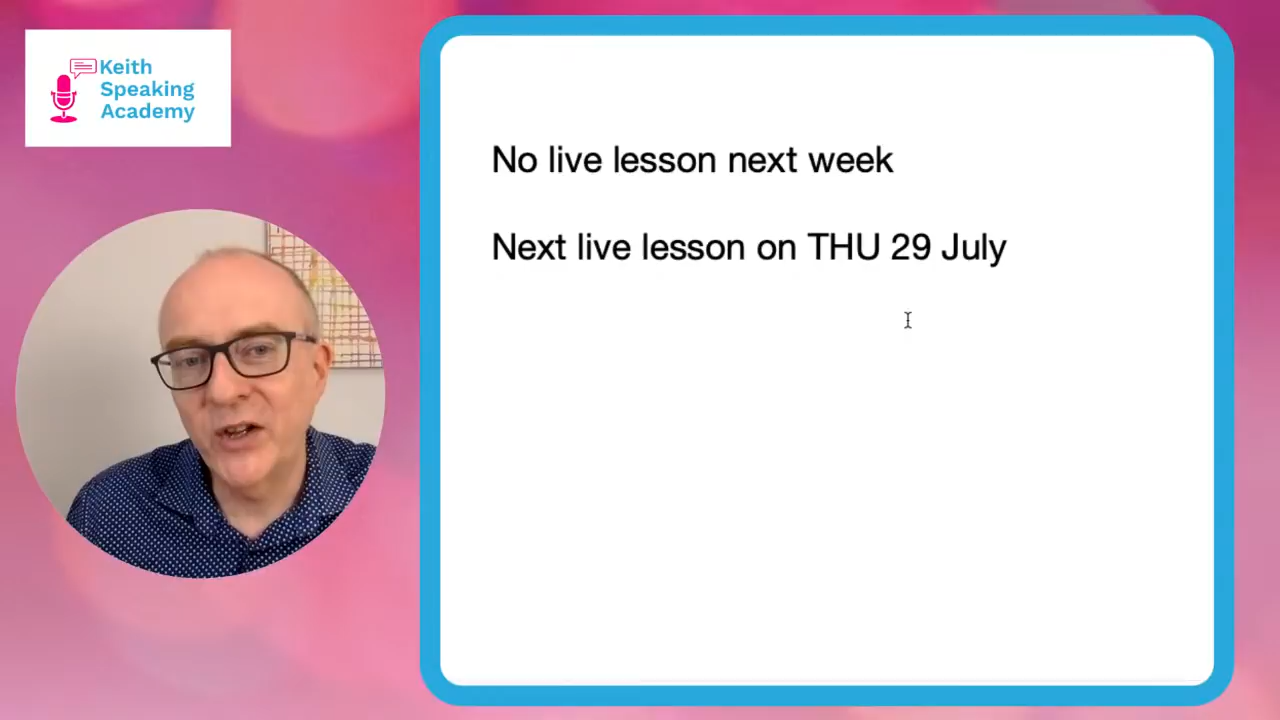 Keith
Speaking
Academy
No live lesson next week
Next live lesson on THU 29 July